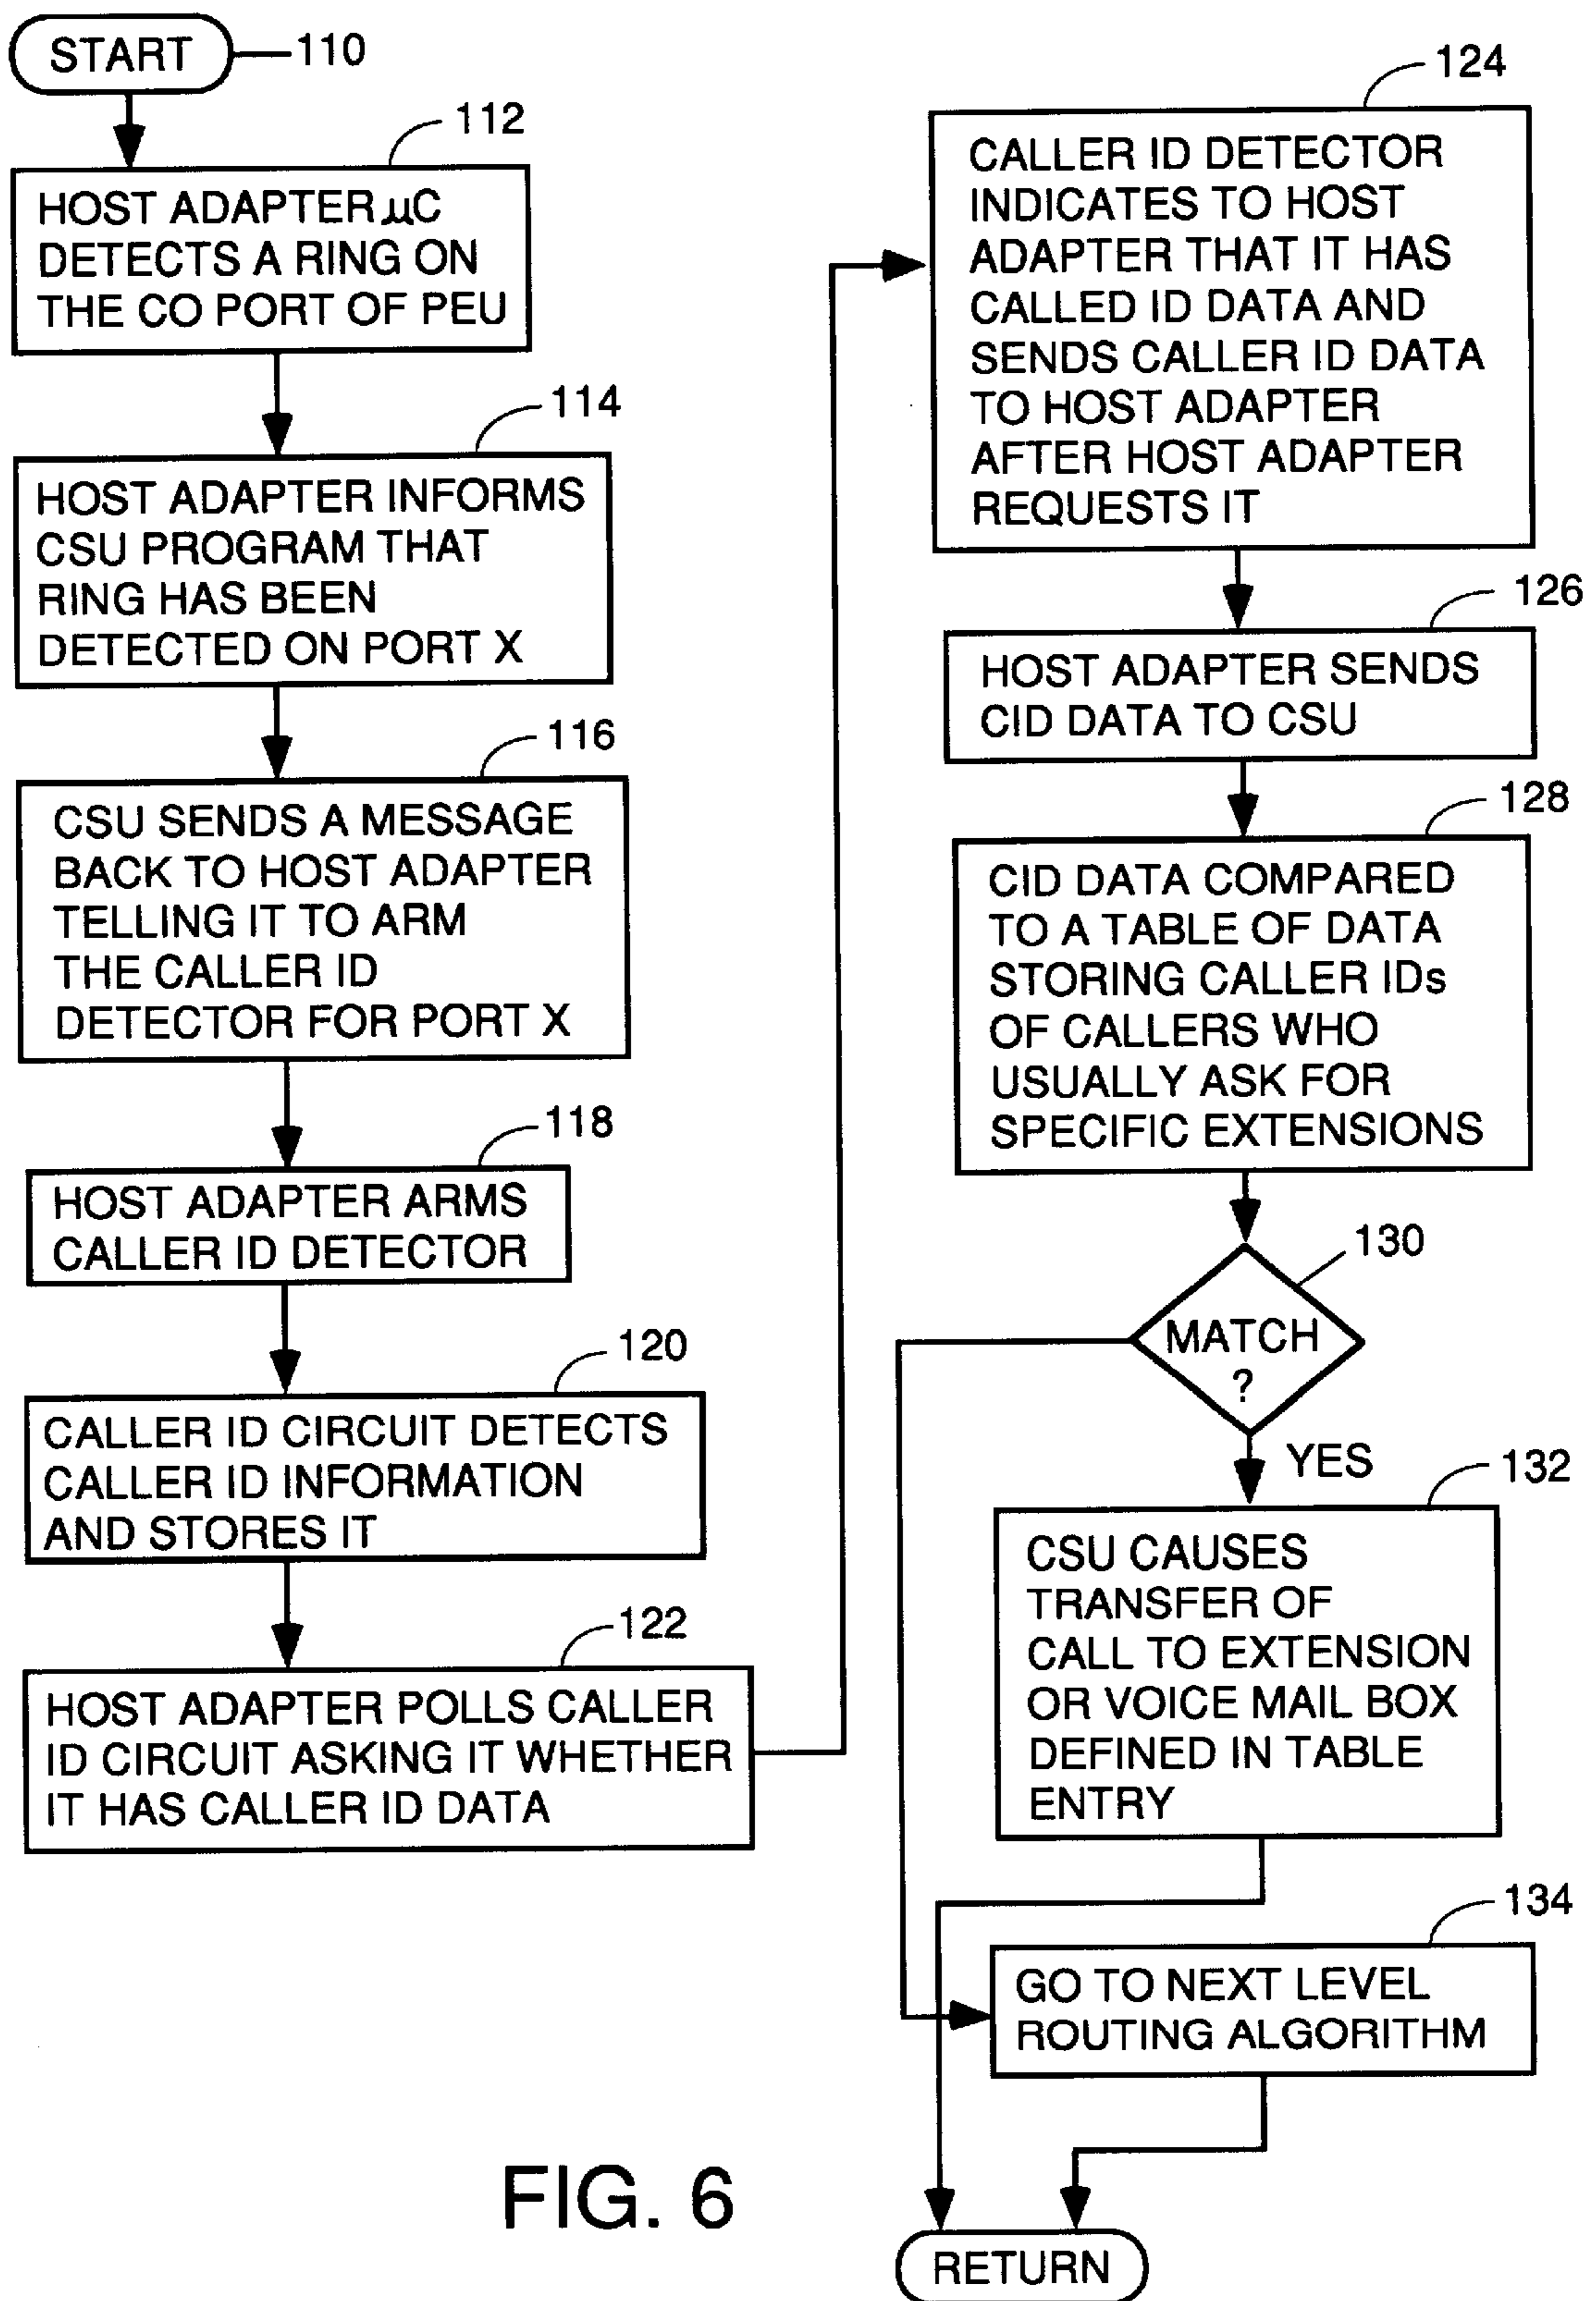 START
110
112
HOST ADAPTER µC
DETECTS A RING ON
THE CO PORT OF PEU
114
HOST ADAPTER INFORMS
CSU PROGRAM THAT
RING HAS BEEN
DETECTED ON PORT X
116
CSU SENDS A MESSAGE
BACK TO HOST ADAPTER
TELLING IT TO ARM
THE CALLER ID
DETECTOR FOR PORT X
118
HOST ADAPTER ARMS
CALLER ID DETECTOR
120
CALLER ID CIRCUIT DETECTS
CALLER ID INFORMATION
AND STORES IT
122
HOST ADAPTER POLLS CALLER
ID CIRCUIT ASKING IT WHETHER
IT HAS CALLER ID DATA
124
CALLER ID DETECTOR
INDICATES TO HOST
ADAPTER THAT IT HAS
CALLED ID DATA AND
SENDS CALLER ID DATA
TO HOST ADAPTER
AFTER HOST ADAPTER
REQUESTS IT
126
HOST ADAPTER SENDS
CID DATA TO CSU
128
CID DATA COMPARED
TO A TABLE OF DATA
STORING CALLER IDs
OF CALLERS WHO
USUALLY ASK FOR
SPECIFIC EXTENSIONS
130
MATCH
?
YES
132
CSU CAUSES
TRANSFER OF
CALL TO EXTENSION
OR VOICE MAIL BOX
DEFINED IN TABLE
ENTRY
134
GO TO NEXT LEVEL
ROUTING ALGORITHM
RETURN
FIG. 6